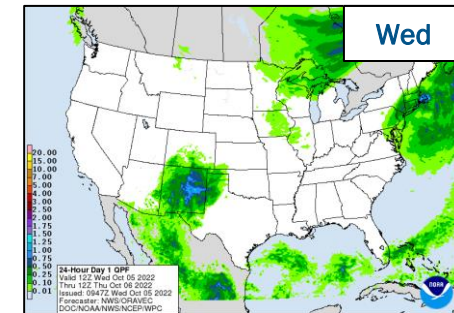 Wed
20.00
15.00
10.00
7.00
5.00
4.00
3.00
2.50
2.00
1.75
1.50
1.25
1.00
0.75
0.50
0.25
0.10
0.01
24-Hour Day 1 QPF
Valid 12Z Wed Oct 05 2022
Thru 12Z Thu Oct 06 2022
Issued: 0947Z Wed Oct 05 2022
Forecaster: NWS/ORAVEC
DOC/NOAA/NWS/NCEP/WPC
NOAA